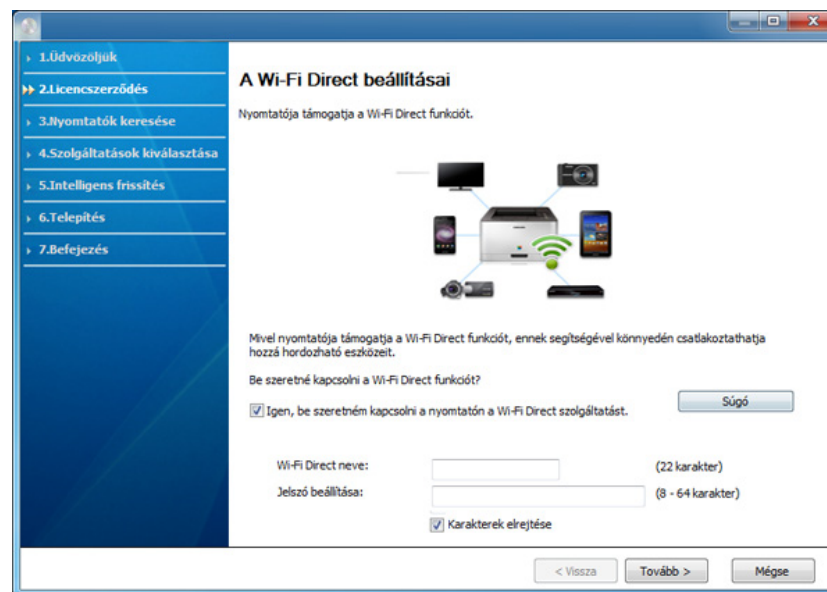 1.Üdvözöljük
2.Licencszerződés
3.Nyomtatók keresése
4.Szolgáltatások kiválasztása
5.Intelligens frissítés
6.Telepítés
7.Befejezés
A Wi-Fi Direct beállításai
Nyomtatója támogatja a Wi-Fi Direct funkciót.
Mivel nyomtatója támogatja a Wi-Fi Direct funkciót, ennek segítségével könnyedén csatlakoztathatja
hozzá hordozható eszközeit.
Be szeretné kapcsolni a Wi-Fi Direct funkciót?
Igen, be szeretném kapcsolni a nyomtatón a Wi-Fi Direct szolgáltatást.
Súgó
Wi-Fi Direct neve:
(22 karakter)
Jelszó beállítása:
(8 - 64 karakter)
Karakterek elrejtése
< Vissza
Tovább >
Mégse